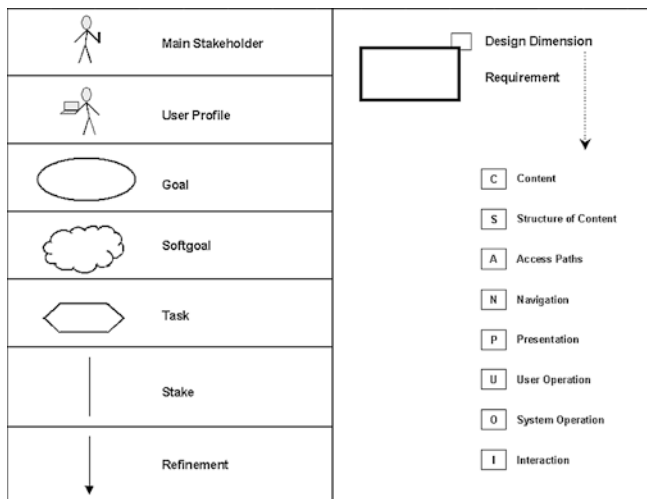 Main Stakeholder
User Profile
Goal
Softgoal
Task
Stake
Refinement
Design Dimension
Requirement
C Content
S Structure of Content
A Access Paths
N Navigation
P Presentation
U User Operation
O System Operation
I Interaction